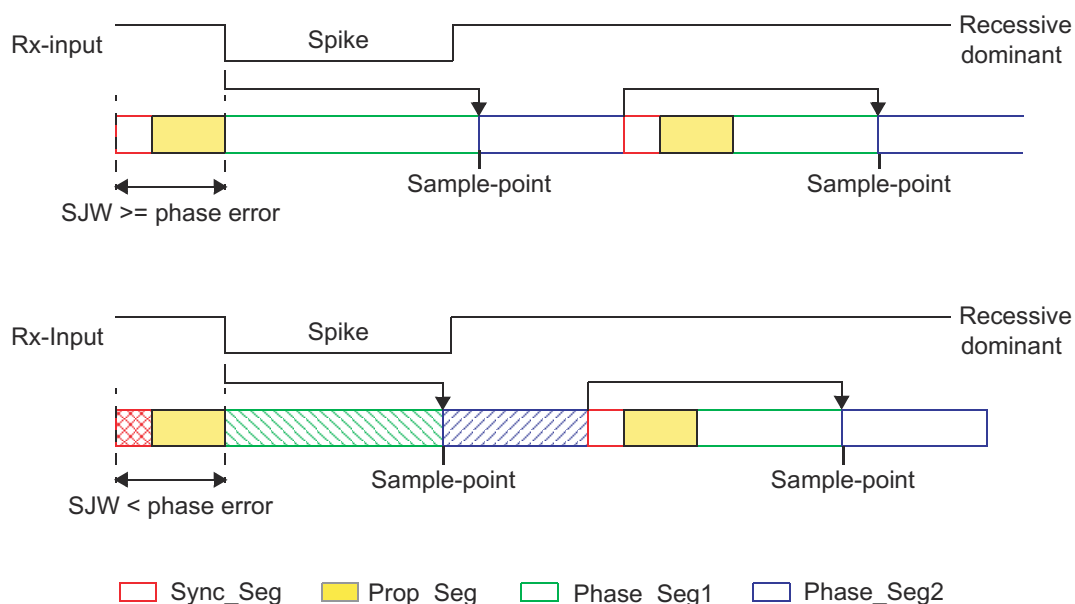 Rx-input
Spike
Recessive
dominant
Sample-point
Sample-point
SJW >= phase error
Rx-Input
Spike
Recessive
dominant
Sample-point
Sample-point
SJW < phase error
Sync_Seg
Prop_Seg
Phase_Seg1
Phase_Seg2